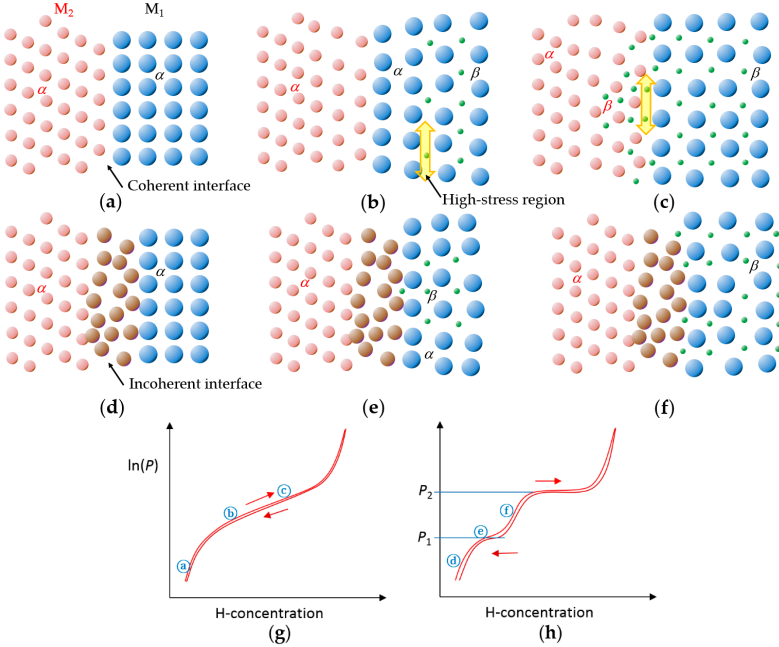 M₂ M₁
α α
Coherent interface
(a)
α α β
High-stress region
(b)
α β β
(c)
α α
Incoherent interface
(d)
α β α
(e)
α β
(f)
ln(P)
ⓐ ⓑ ⓒ
H-concentration
(g)
P₂
P₁
ⓓ ⓔ ⓕ
H-concentration
(h)